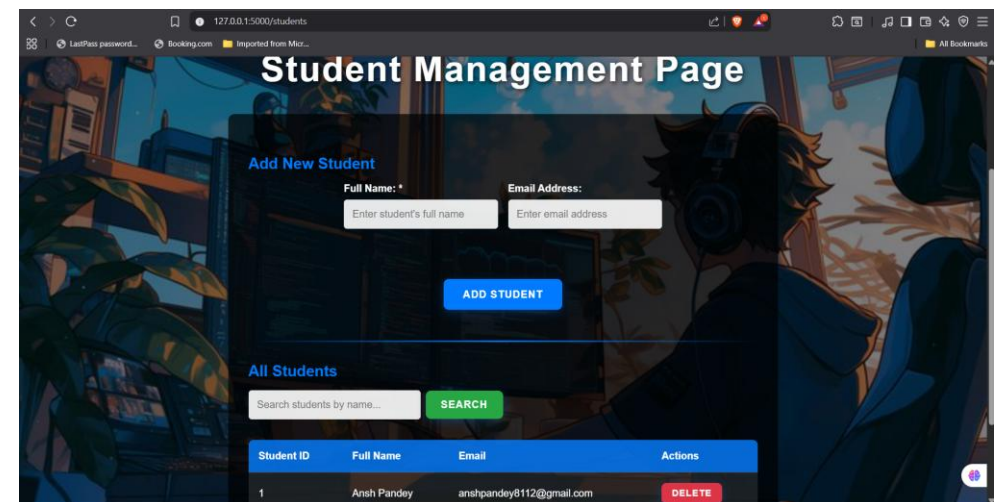 127.0.0.1:5000/students
LastPass password... Booking.com Imported from Micr... All Bookmarks
Student Management Page
Add New Student
Full Name: * Email Address:
Enter student's full name Enter email address
ADD STUDENT
All Students
Search students by name... SEARCH
Student ID Full Name Email Actions
1 Ansh Pandey anshpandey8112@gmail.com DELETE